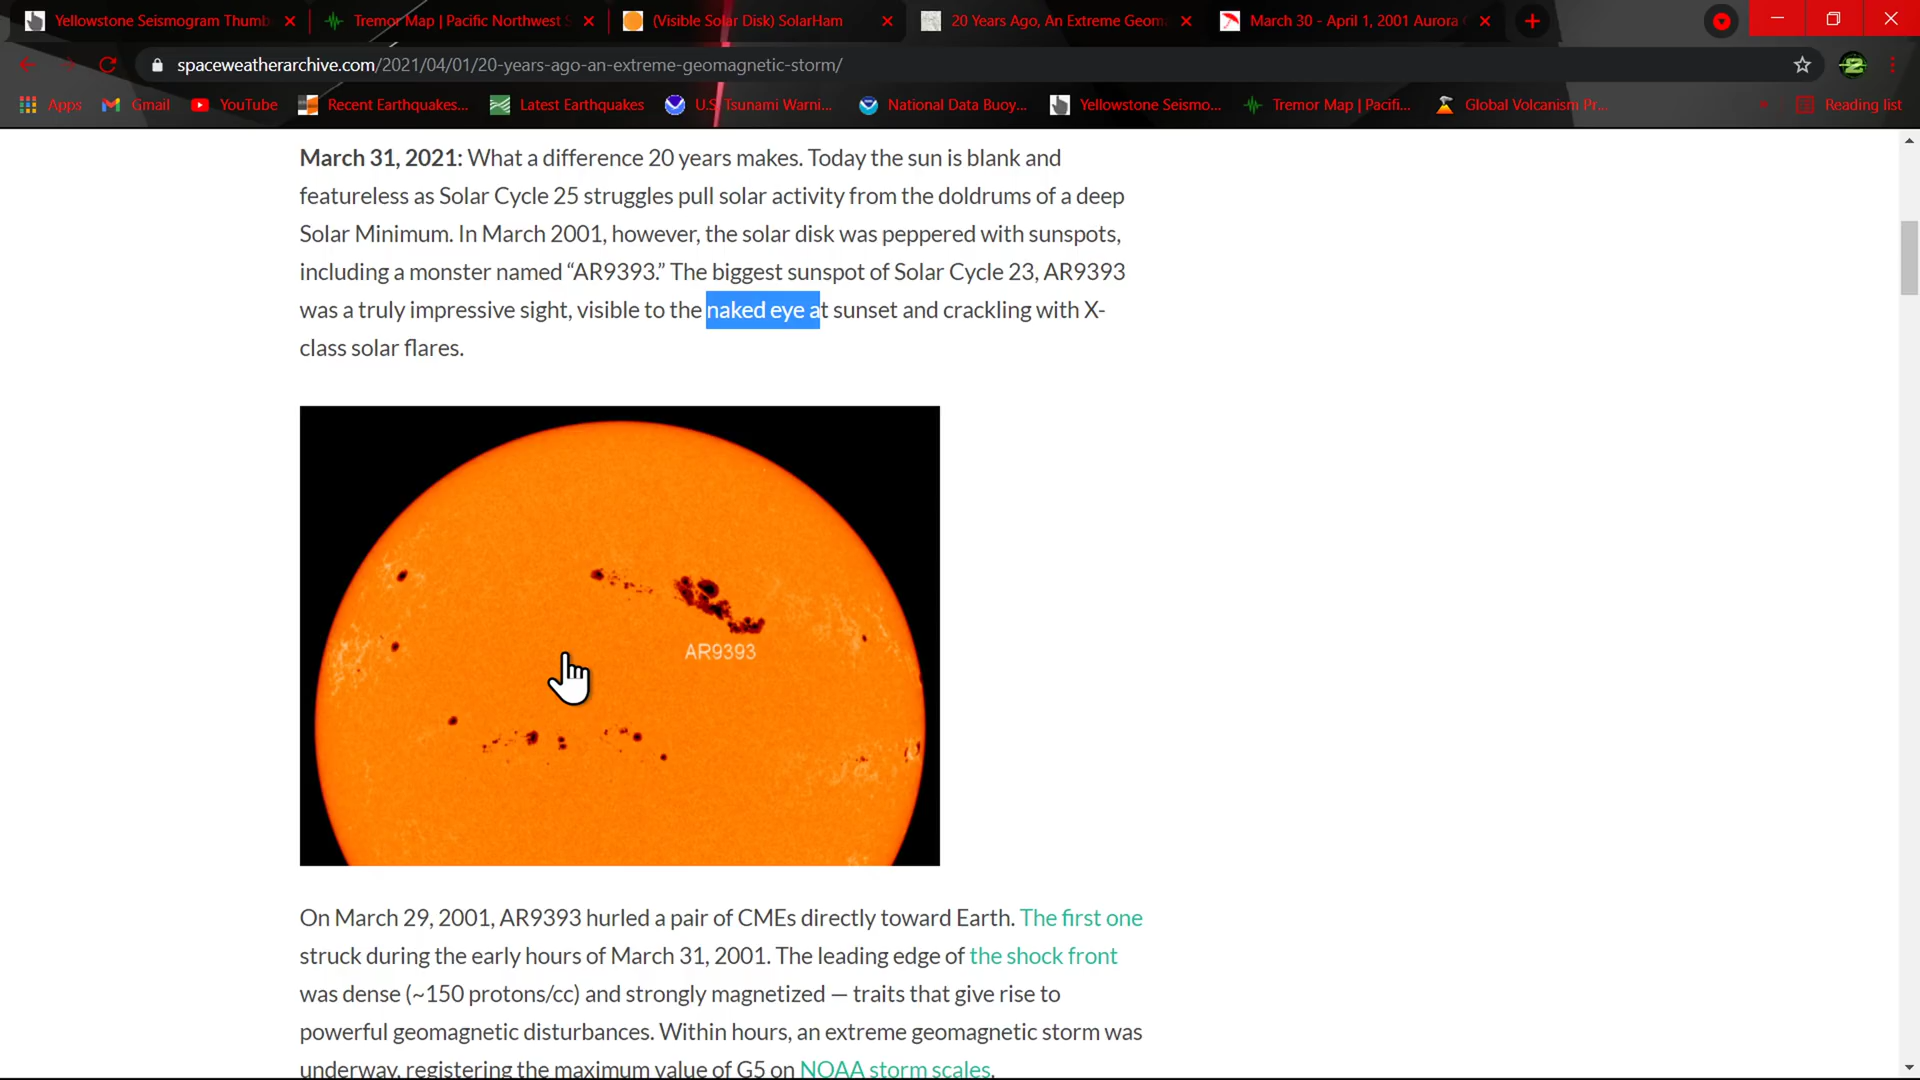 Yellowstone Seismogram Thumb
Tremor Map | Pacific Northwest S
(Visible Solar Disk) SolarHam
20 Years Ago, An Extreme Geom
March 30 - April 1, 2001 Aurora
spaceweatherarchive.com/2021/04/01/20-years-ago-an-extreme-geomagnetic-storm/
Apps
Gmail
YouTube
Recent Earthquakes...
Latest Earthquakes
U.S. Tsunami Warni...
National Data Buoy...
Yellowstone Seismo...
Tremor Map | Pacifi...
Global Volcanism Pr...
Reading list
March 31, 2021: What a difference 20 years makes. Today the sun is blank and
featureless as Solar Cycle 25 struggles pull solar activity from the doldrums of a deep
Solar Minimum. In March 2001, however, the solar disk was peppered with sunspots,
including a monster named “AR9393.” The biggest sunspot of Solar Cycle 23, AR9393
was a truly impressive sight, visible to the naked eye at sunset and crackling with X-
class solar flares.
AR9393
On March 29, 2001, AR9393 hurled a pair of CMEs directly toward Earth. The first one
struck during the early hours of March 31, 2001. The leading edge of the shock front
was dense (~150 protons/cc) and strongly magnetized — traits that give rise to
powerful geomagnetic disturbances. Within hours, an extreme geomagnetic storm was
underway, registering the maximum value of G5 on NOAA storm scales.